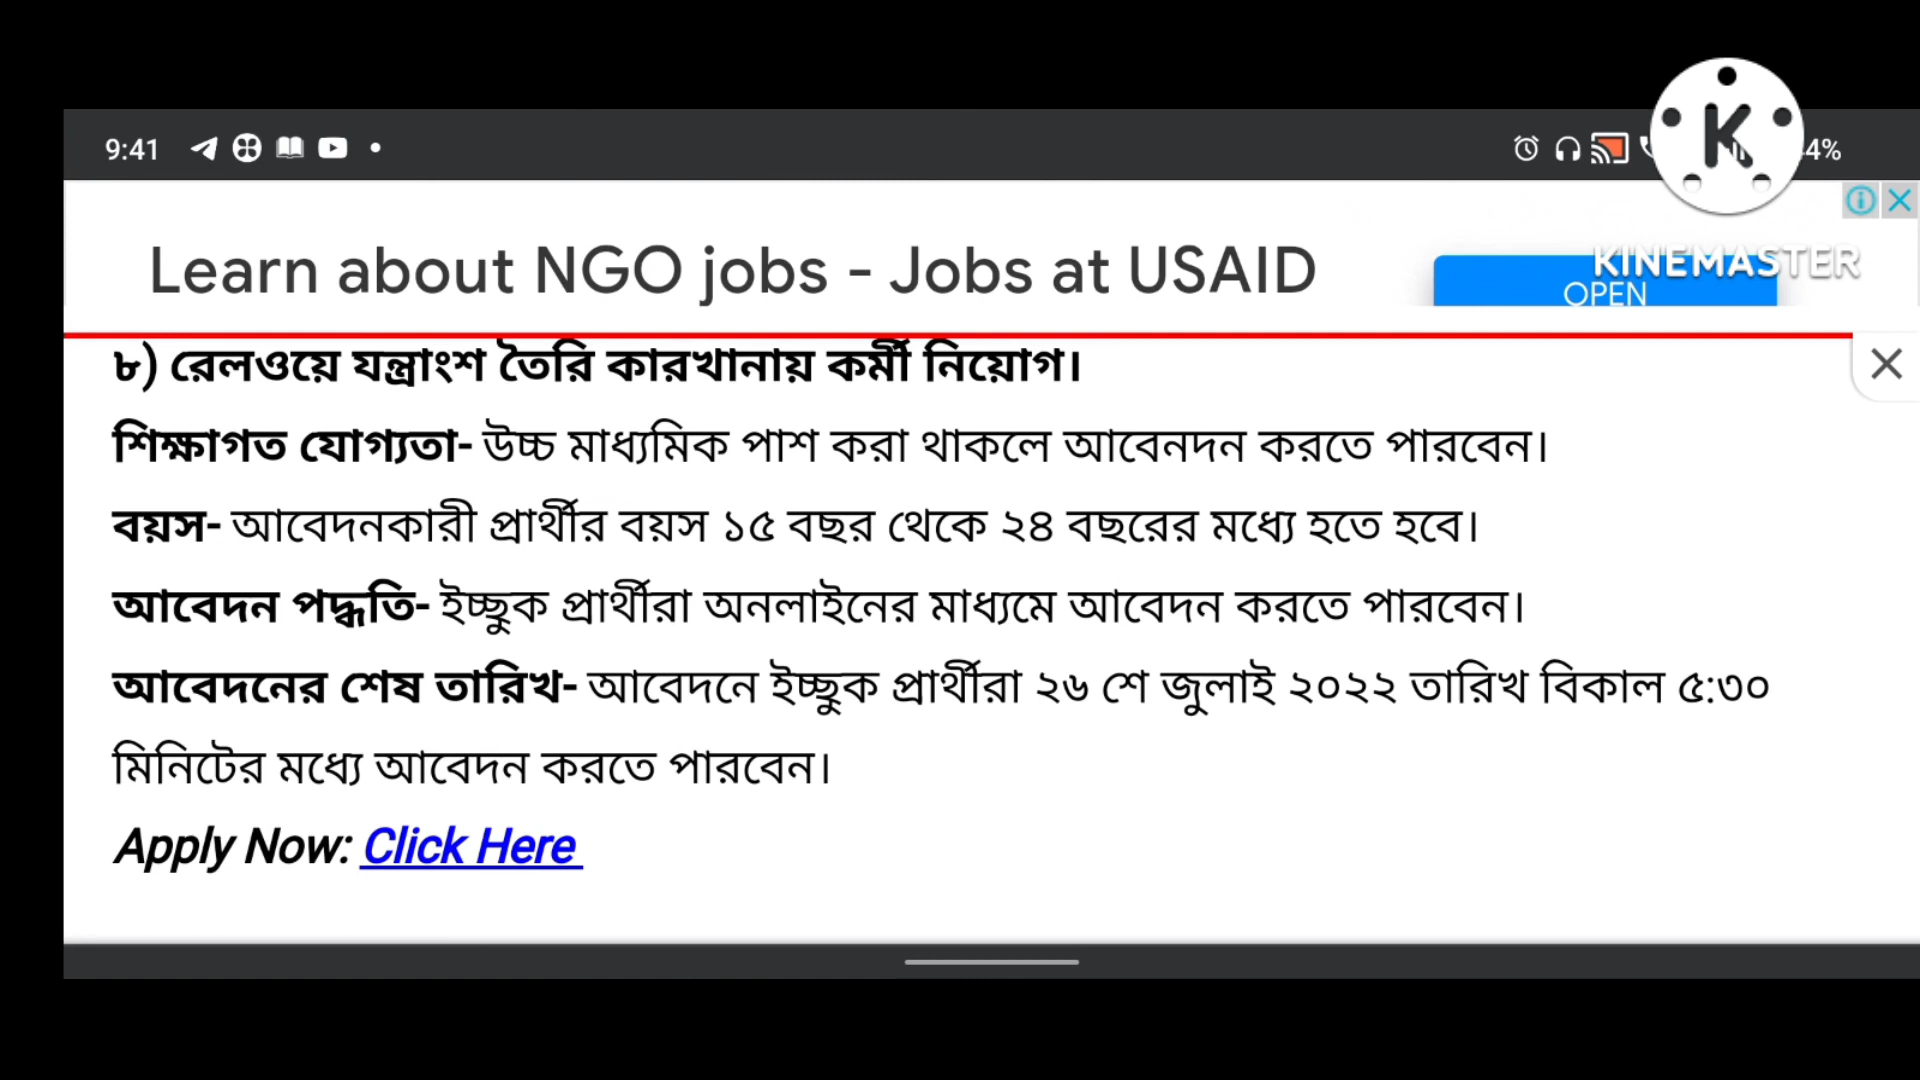 9:41
4%
Learn about NGO jobs - Jobs at USAID
KINEMASTER
OPEN
৮) রেলওয়ে যন্ত্রাংশ তৈরি কারখানায় কর্মী নিয়োগ।
শিক্ষাগত যোগ্যতা- উচ্চ মাধ্যমিক পাশ করা থাকলে আবেনদন করতে পারবেন।
বয়স- আবেদনকারী প্রার্থীর বয়স ১৫ বছর থেকে ২৪ বছরের মধ্যে হতে হবে।
আবেদন পদ্ধতি- ইচ্ছুক প্রার্থীরা অনলাইনের মাধ্যমে আবেদন করতে পারবেন।
আবেদনের শেষ তারিখ- আবেদনে ইচ্ছুক প্রার্থীরা ২৬ শে জুলাই ২০২২ তারিখ বিকাল ৫:৩০
মিনিটের মধ্যে আবেদন করতে পারবেন।
Apply Now: Click Here